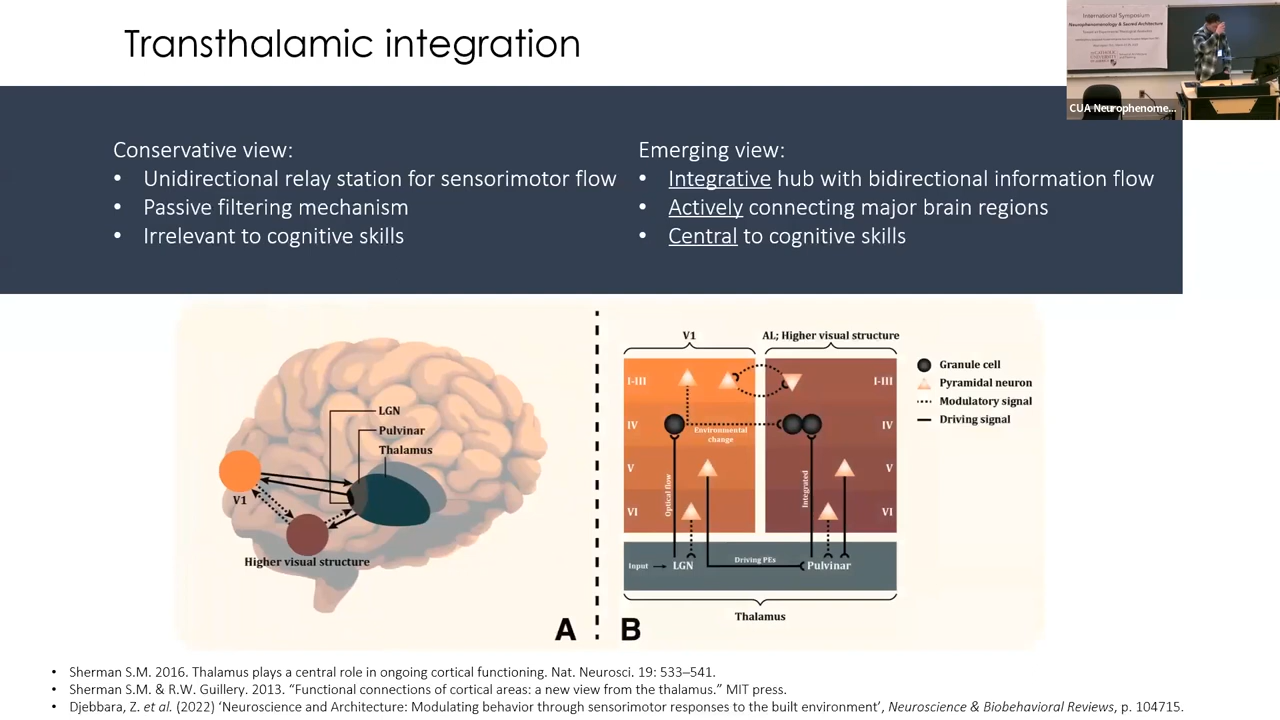 Transthalamic integration
International Symposium
Neurophenomenology & Sacred Architecture
CUA Neurophenome...
Conservative view:
• Unidirectional relay station for sensorimotor flow
• Passive filtering mechanism
• Irrelevant to cognitive skills
Emerging view:
• Integrative hub with bidirectional information flow
• Actively connecting major brain regions
• Central to cognitive skills
LGN
Pulvinar
Thalamus
V1
Higher visual structure
A
B
V1
AL; Higher visual structure
I-III
I-III
IV
IV
Environmental
change
V
V
Optical flow
Integrated
VI
VI
Input
LGN
Driving PEs
Pulvinar
Thalamus
Granule cell
Pyramidal neuron
Modulatory signal
Driving signal
• Sherman S.M. 2016. Thalamus plays a central role in ongoing cortical functioning. Nat. Neurosci. 19: 533–541.
• Sherman S.M. & R.W. Guillery. 2013. “Functional connections of cortical areas: a new view from the thalamus.” MIT press.
• Djebbara, Z. et al. (2022) ‘Neuroscience and Architecture: Modulating behavior through sensorimotor responses to the built environment’, Neuroscience & Biobehavioral Reviews, p. 104715.